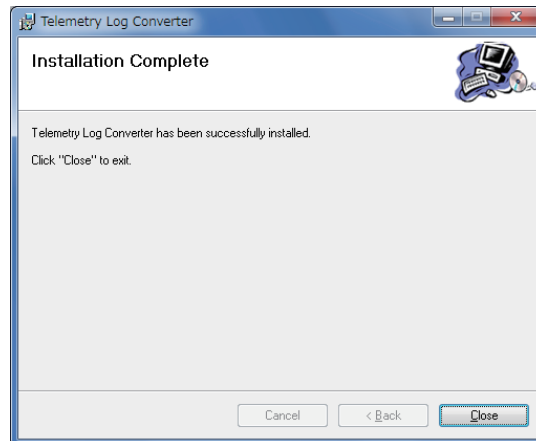 Telemetry Log Converter
Installation Complete
Telemetry Log Converter has been successfully installed.
Click "Close" to exit.
Cancel
< Back
Close